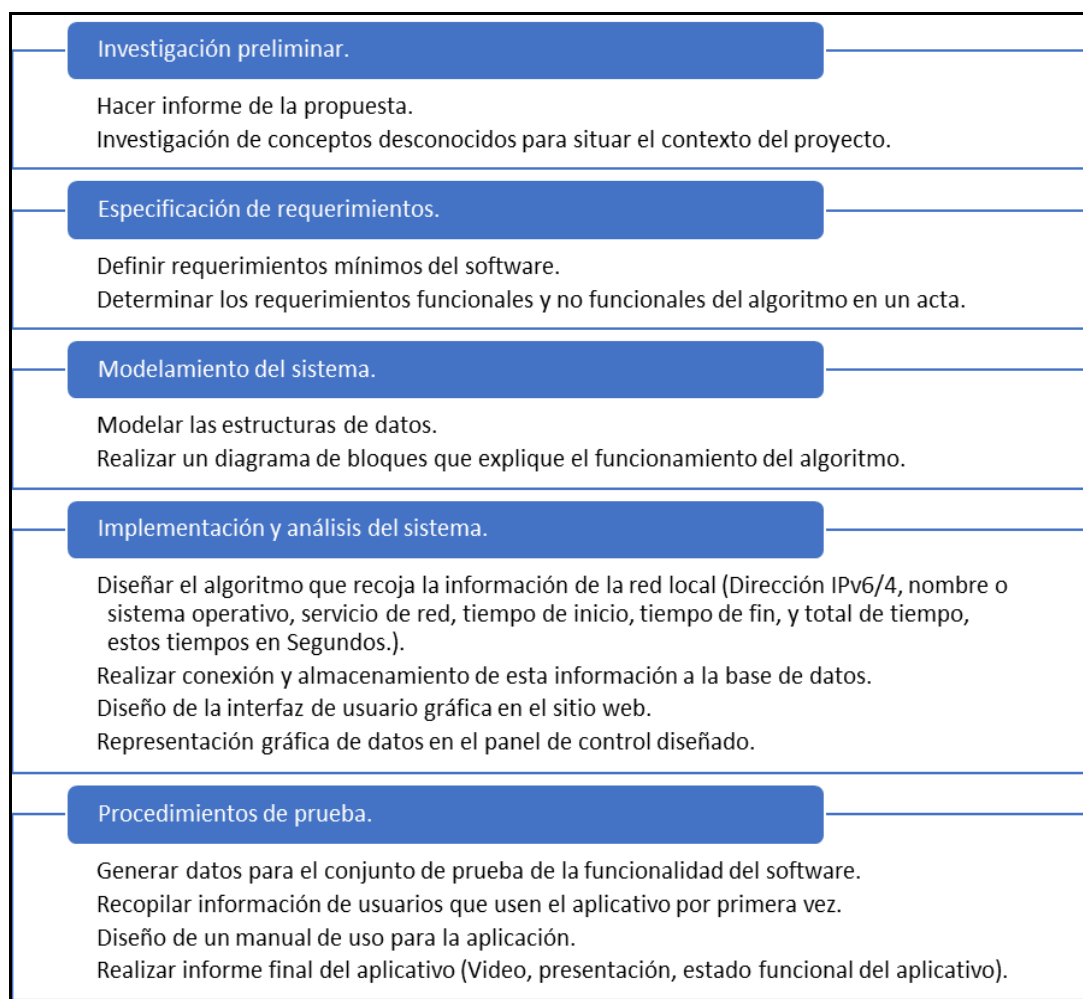 Investigación preliminar.
Hacer informe de la propuesta.
Investigación de conceptos desconocidos para situar el contexto del proyecto.
Especificación de requerimientos.
Definir requerimientos mínimos del software.
Determinar los requerimientos funcionales y no funcionales del algoritmo en un acta.
Modelamiento del sistema.
Modelar las estructuras de datos.
Realizar un diagrama de bloques que explique el funcionamiento del algoritmo.
Implementación y análisis del sistema.
Diseñar el algoritmo que recoja la información de la red local (Dirección IPv6/4, nombre o
sistema operativo, servicio de red, tiempo de inicio, tiempo de fin, y total de tiempo,
estos tiempos en Segundos.).
Realizar conexión y almacenamiento de esta información a la base de datos.
Diseño de la interfaz de usuario gráfica en el sitio web.
Representación gráfica de datos en el panel de control diseñado.
Procedimientos de prueba.
Generar datos para el conjunto de prueba de la funcionalidad del software.
Recopilar información de usuarios que usen el aplicativo por primera vez.
Diseño de un manual de uso para la aplicación.
Realizar informe final del aplicativo (Video, presentación, estado funcional del aplicativo).